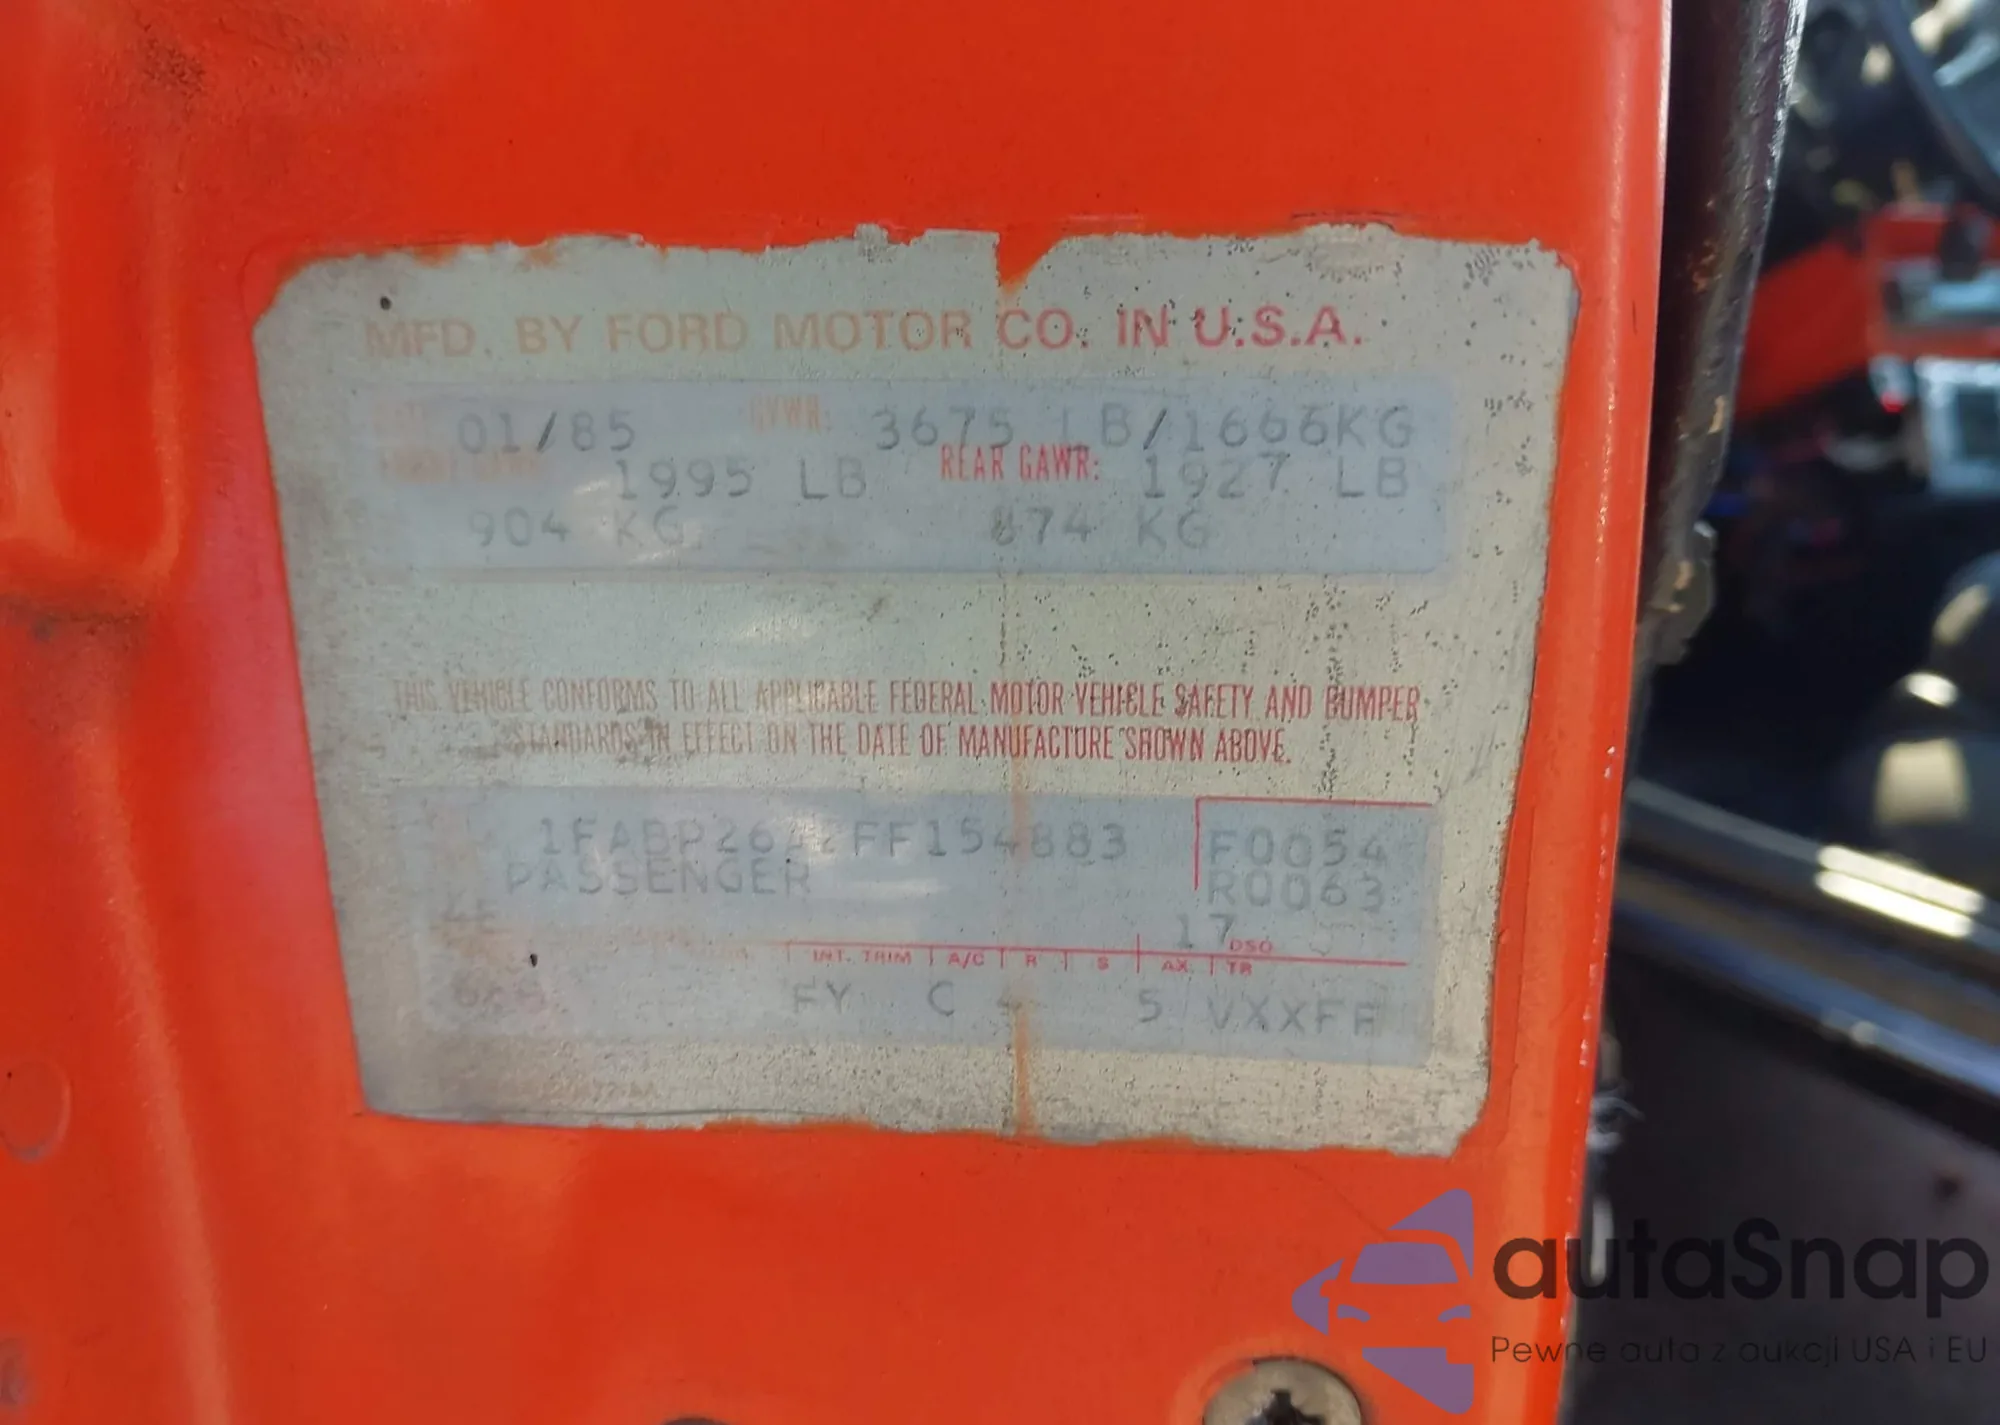 MFD. BY FORD MOTOR CO. IN U.S.A.
01/85 GVWR: 3675 LB/1666KG
1995 LB REAR GAWR: 1927 LB
904 KG 874 KG
THIS VEHICLE CONFORMS TO ALL APPLICABLE FEDERAL MOTOR VEHICLE SAFETY AND BUMPER
STANDARDS IN EFFECT ON THE DATE OF MANUFACTURE SHOWN ABOVE.
F0054
PASSENGER R0063
17 DSO
INT. TRIM A/C R S AX TR
FY C 5 VXXFF
autaSnap
Pewne auta z aukcji USA i EU